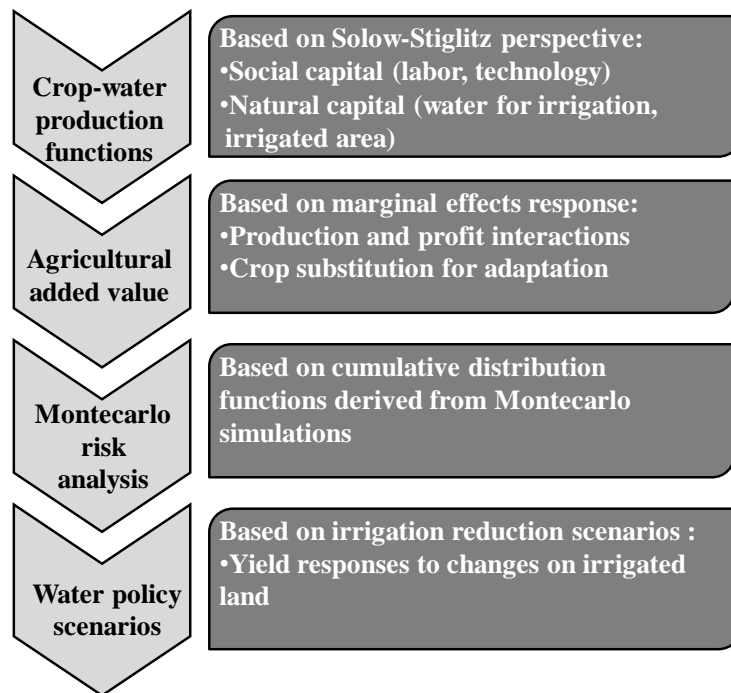 Crop-water
production
functions
Based on Solow-Stiglitz perspective:
•Social capital (labor, technology)
•Natural capital (water for irrigation,
irrigated area)
Agricultural
added value
Based on marginal effects response:
•Production and profit interactions
•Crop substitution for adaptation
Montecarlo
risk
analysis
Based on cumulative distribution
functions derived from Montecarlo
simulations
Water policy
scenarios
Based on irrigation reduction scenarios :
•Yield responses to changes on irrigated
land